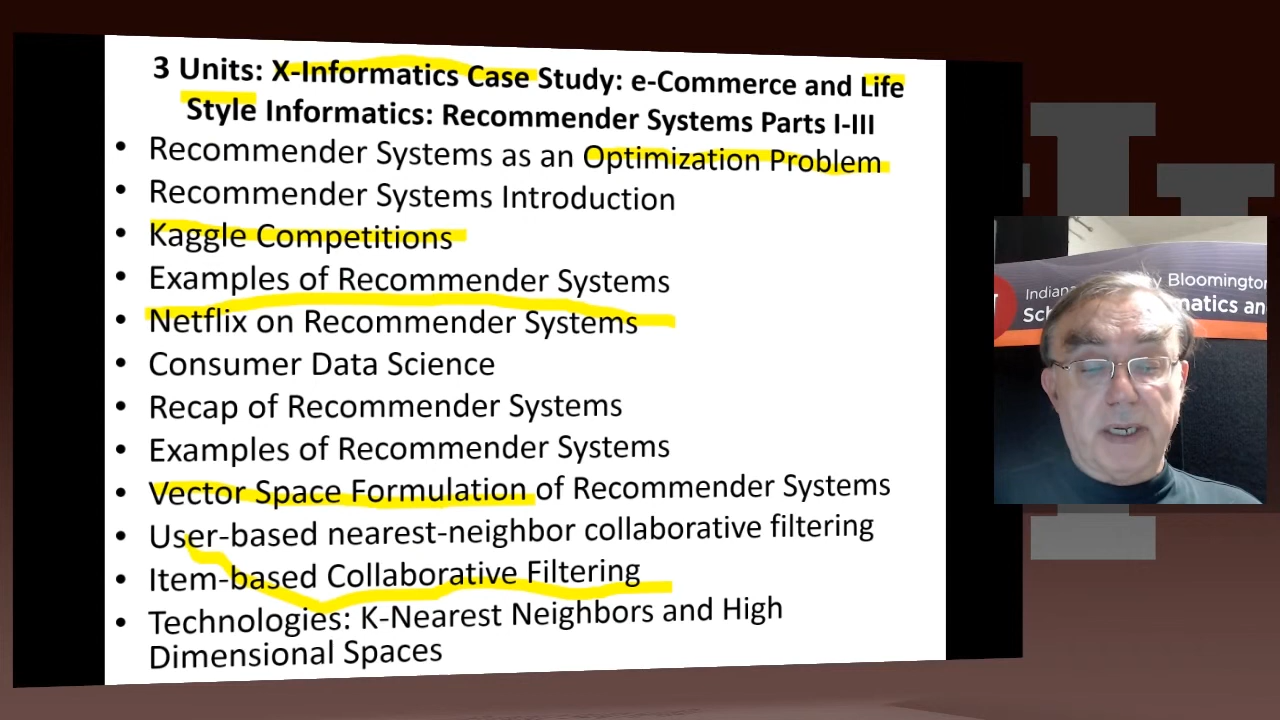 3 Units: X-Informatics Case Study: e-Commerce and Life
Style Informatics: Recommender Systems Parts I-III
• Recommender Systems as an Optimization Problem
• Recommender Systems Introduction
• Kaggle Competitions
• Examples of Recommender Systems
• Netflix on Recommender Systems
• Consumer Data Science
• Recap of Recommender Systems
• Examples of Recommender Systems
• Vector Space Formulation of Recommender Systems
• User-based nearest-neighbor collaborative filtering
• Item-based Collaborative Filtering
• Technologies: K-Nearest Neighbors and High
Dimensional Spaces
Bloomington